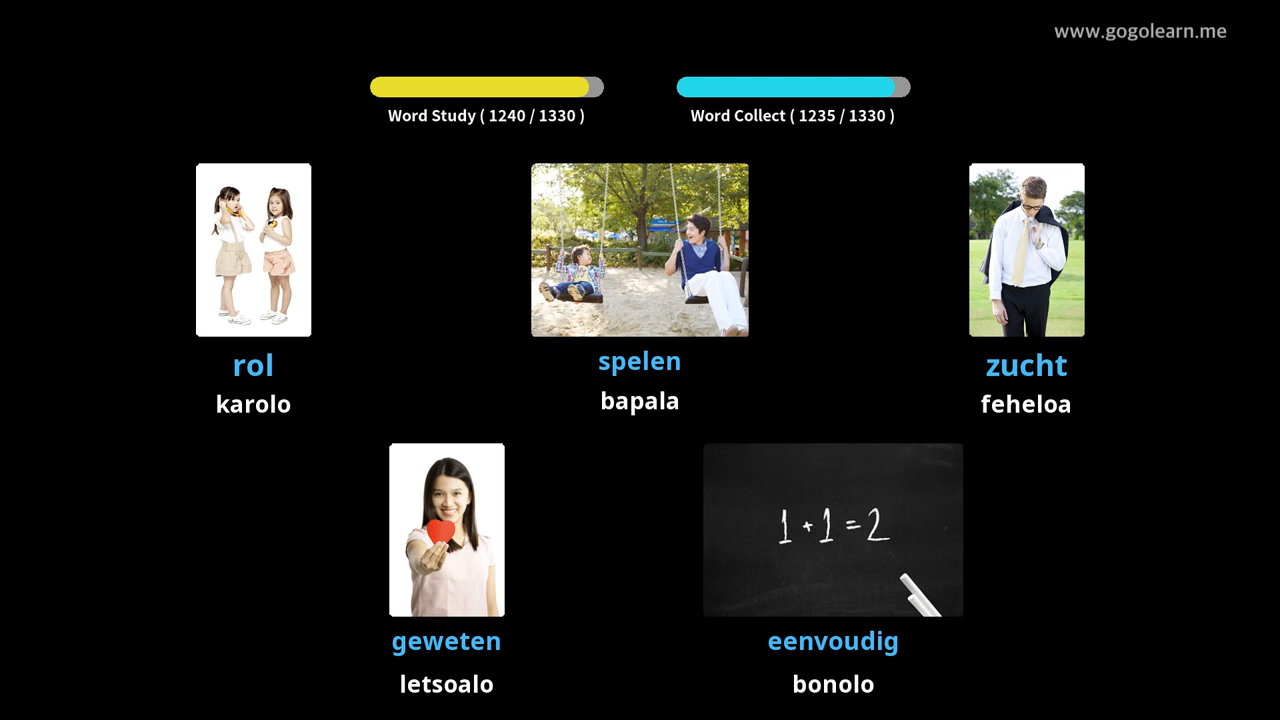 www.gogolearn.me
Word Study ( 1240 / 1330 )
Word Collect ( 1235 / 1330 )
rol
karolo
spelen
bapala
zucht
feheloa
geweten
letsoalo
1 + 1 = 2
eenvoudig
bonolo